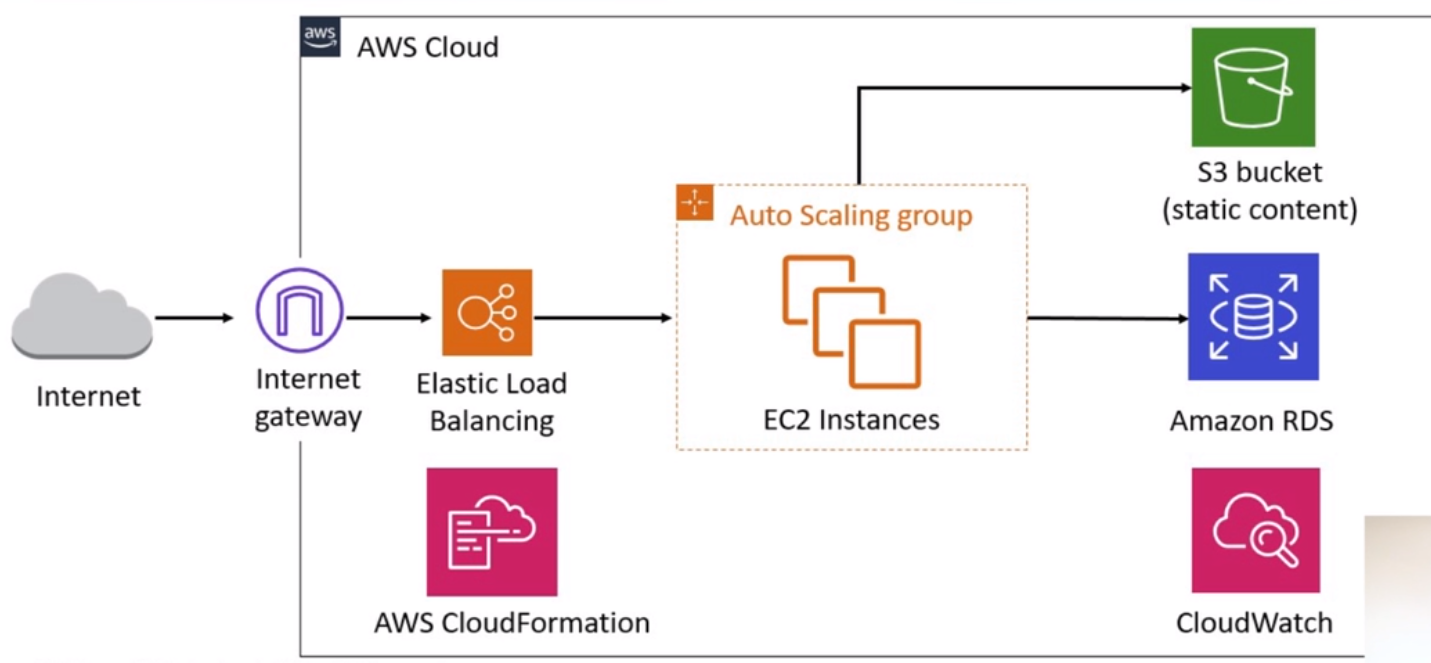 aws
AWS Cloud
S3 bucket
(static content)
Auto Scaling group
Internet
Internet
gateway
Elastic Load
Balancing
EC2 Instances
Amazon RDS
AWS CloudFormation
CloudWatch